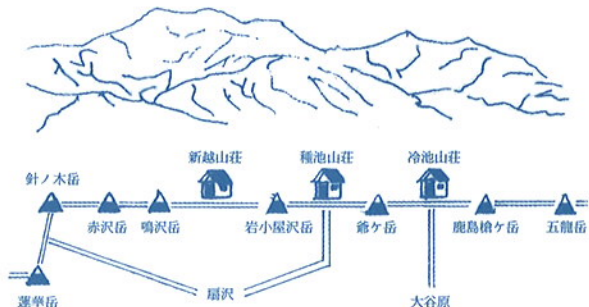 新越山荘
種池山荘
冷池山荘
針ノ木岳
赤沢岳
鳴沢岳
岩小屋沢岳
爺ケ岳
鹿島槍ケ岳
五龍岳
扇沢
蓮華岳
大谷原